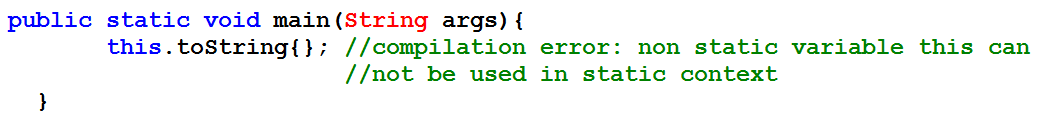 public static void main(String args){
this.toString{}; //compilation error: non static variable this can
//not be used in static context
}